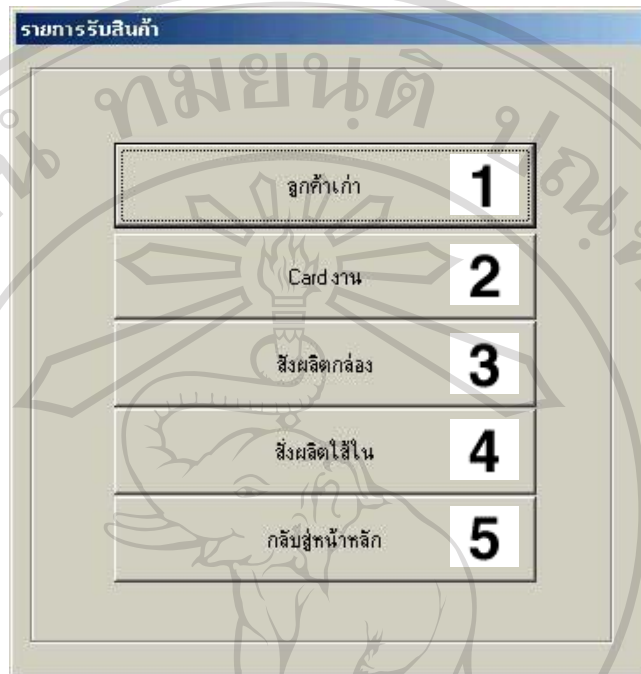 รายการรับสินค้า
ลูกค้าเก่า 1
Card งาน 2
สั่งผลิตกล่อง 3
สั่งผลิตใส้ใน 4
กลับสู่หน้าหลัก 5